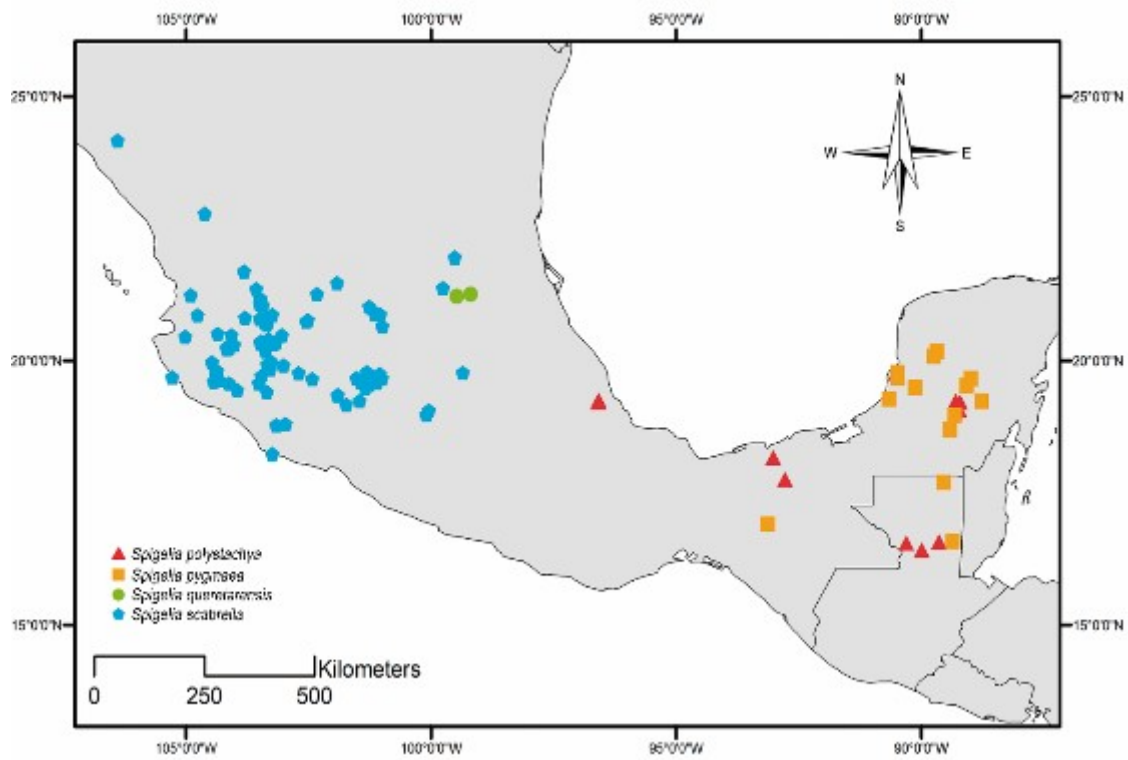 105°0'0"W 100°0'0"W 95°0'0"W 90°0'0"W
25°0'0"N 25°0'0"N
N
W E
S
20°0'0"N 20°0'0"N
Spigelia polystachya
Spigelia pygmaea
Spigelia queretarensis
Spigelia scabrella
15°0'0"N 15°0'0"N
Kilometers
0 250 500
105°0'0"W 100°0'0"W 95°0'0"W 90°0'0"W